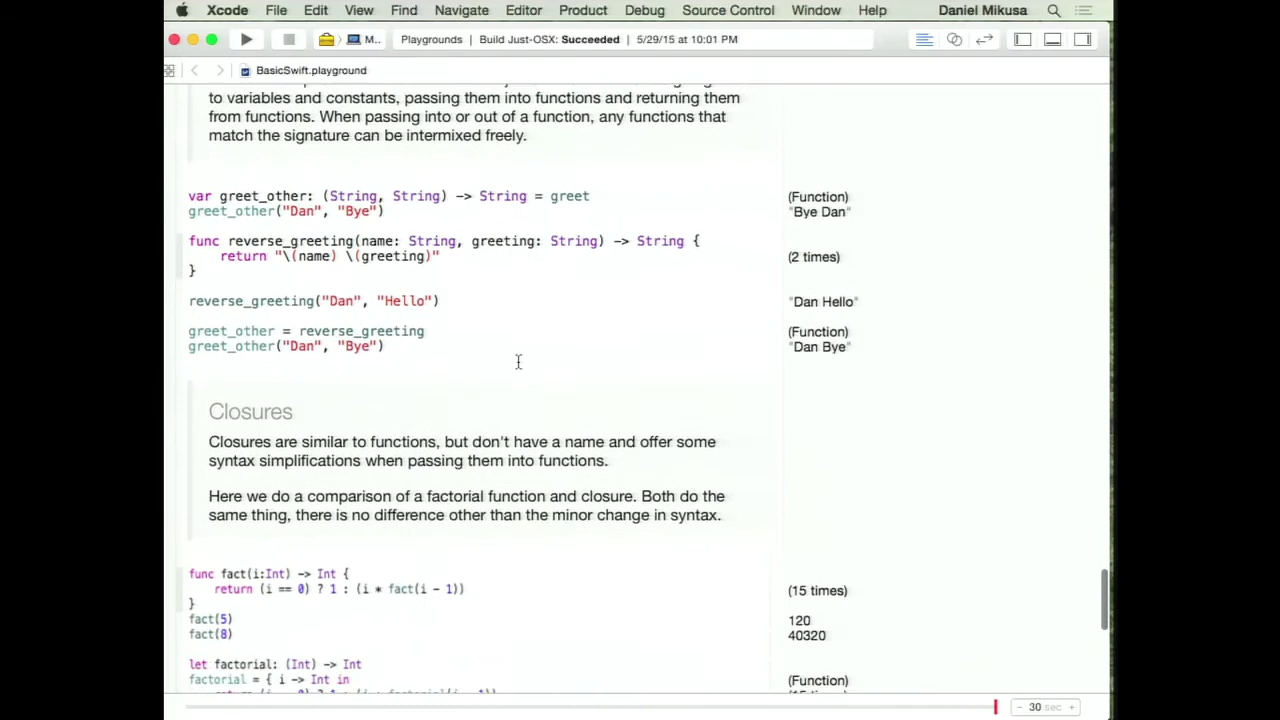 Xcode File Edit View Find Navigate Editor Product Debug Source Control Window Help Daniel Mikusa
M.. Playgrounds | Build Just-OSX: Succeeded | 5/29/15 at 10:01 PM
BasicSwift.playground
to variables and constants, passing them into functions and returning them
from functions. When passing into or out of a function, any functions that
match the signature can be intermixed freely.
var greet_other: (String, String) -> String = greet (Function)
greet_other("Dan", "Bye") "Bye Dan"
func reverse_greeting(name: String, greeting: String) -> String {
return "\(name) \(greeting)" (2 times)
}
reverse_greeting("Dan", "Hello") "Dan Hello"
greet_other = reverse_greeting (Function)
greet_other("Dan", "Bye") "Dan Bye"
Closures
Closures are similar to functions, but don't have a name and offer some
syntax simplifications when passing them into functions.
Here we do a comparison of a factorial function and closure. Both do the
same thing, there is no difference other than the minor change in syntax.
func fact(i:Int) -> Int {
return (i == 0) ? 1 : (i * fact(i - 1)) (15 times)
}
fact(5) 120
fact(8) 40320
let factorial: (Int) -> Int
factorial = { i -> Int in (Function)
- 30 sec +